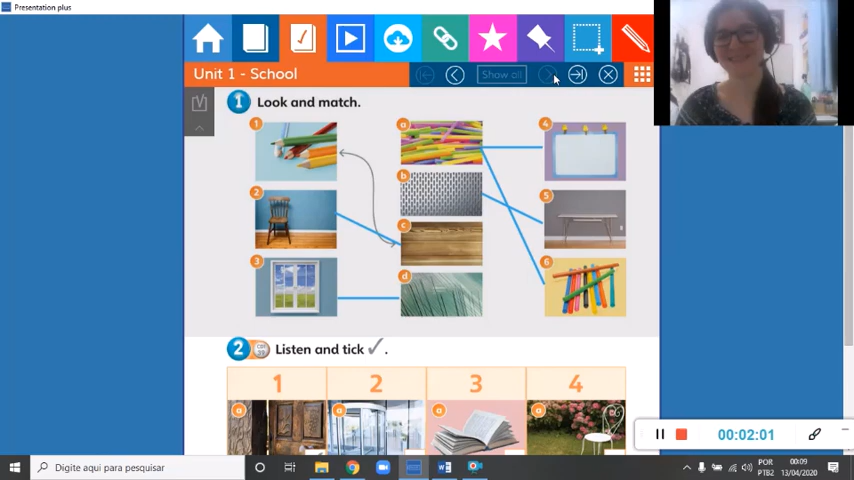 Presentation plus
Unit 1 - School
Show all
1 Look and match.
1
a
4
2
b
5
c
3
d
6
2 Listen and tick ✓.
1 2 3 4
a a a a
00:02:01
Digite aqui para pesquisar
POR
PTB2
00:09
13/04/2020